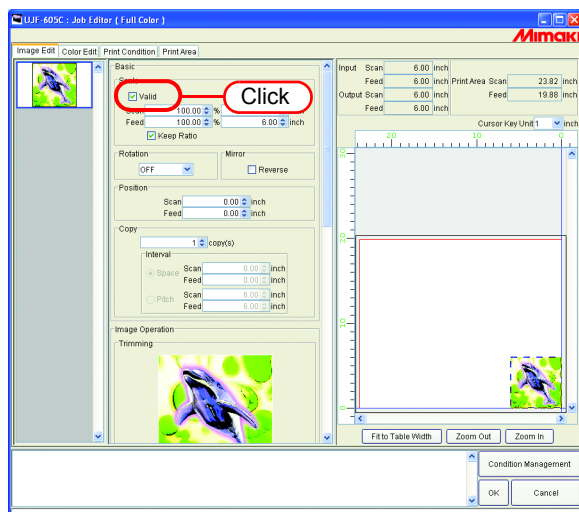 UJF-605C : Job Editor ( Full Color )
Mimaki
Image Edit Color Edit Print Condition Print Area
Basic
Valid
Click
Scan 100.00 %
Feed 100.00 % 6.00 inch
Keep Ratio
Rotation
OFF
Mirror
Reverse
Position
Scan 0.00 inch
Feed 0.00 inch
Copy
1 copy(s)
Interval
Space Scan 0.00 inch
Feed 0.00 inch
Pitch Scan 6.00 inch
Feed 6.00 inch
Image Operation
Trimming
Input Scan 6.00 inch
Feed 6.00 inch Print Area Scan 23.82 inch
Output Scan 6.00 inch Feed 19.88 inch
Feed 6.00 inch
Cursor Key Unit 1 inch
20 10 0
30
20
10
0
Fit to Table Width Zoom Out Zoom In
Condition Management
OK Cancel